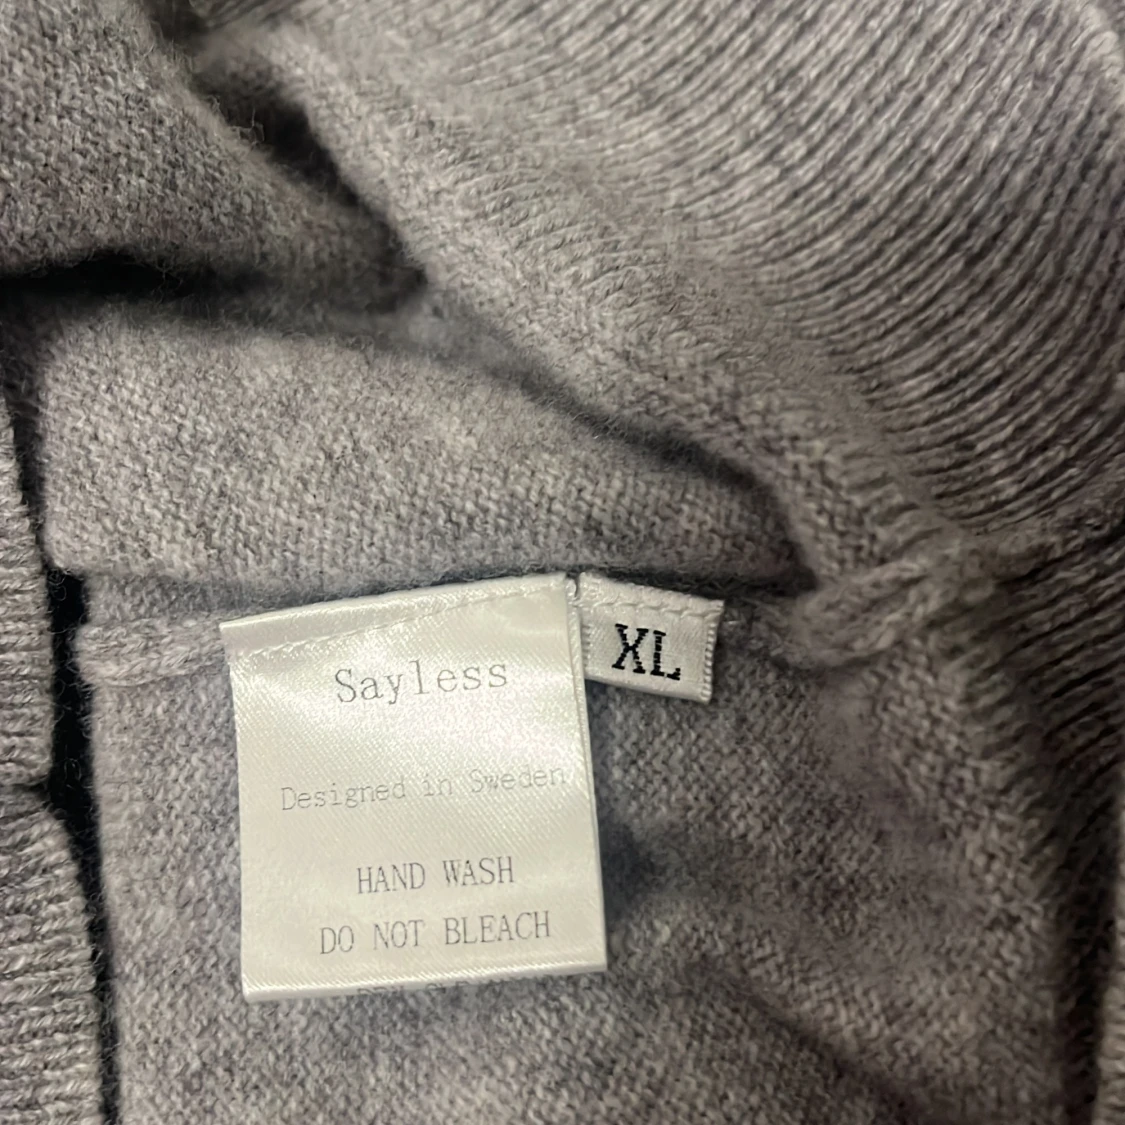 Sayless
XL
Designed in Sweden
HAND WASH
DO NOT BLEACH